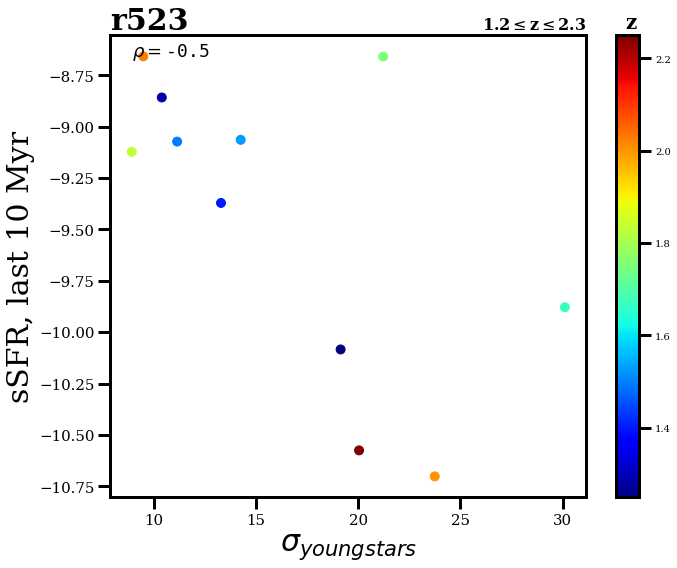 r523
1.2 ≤ z ≤ 2.3
z
ρ = -0.5
−8.75
−9.00
−9.25
−9.50
−9.75
−10.00
−10.25
−10.50
−10.75
sSFR, last 10 Myr
10 15 20 25 30
σyoungstars
2.2
2.0
1.8
1.6
1.4